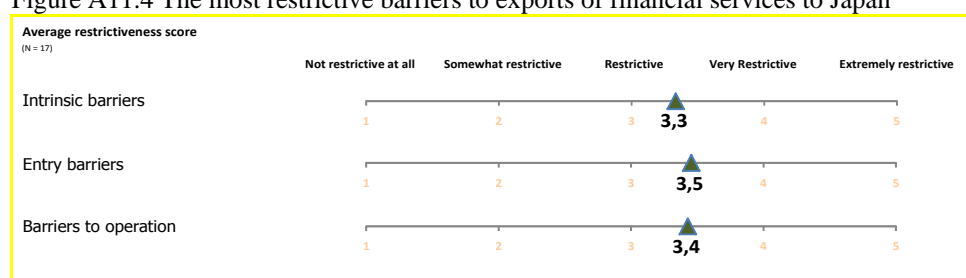 Figure A11.4 The most restrictive barriers to exports of financial services to Japan
Average restrictiveness score
(N = 17)
Not restrictive at all Somewhat restrictive Restrictive Very Restrictive Extremely restrictive
Intrinsic barriers
1 2 3 4 5
3,3
Entry barriers
1 2 3 4 5
3,5
Barriers to operation
1 2 3 4 5
3,4